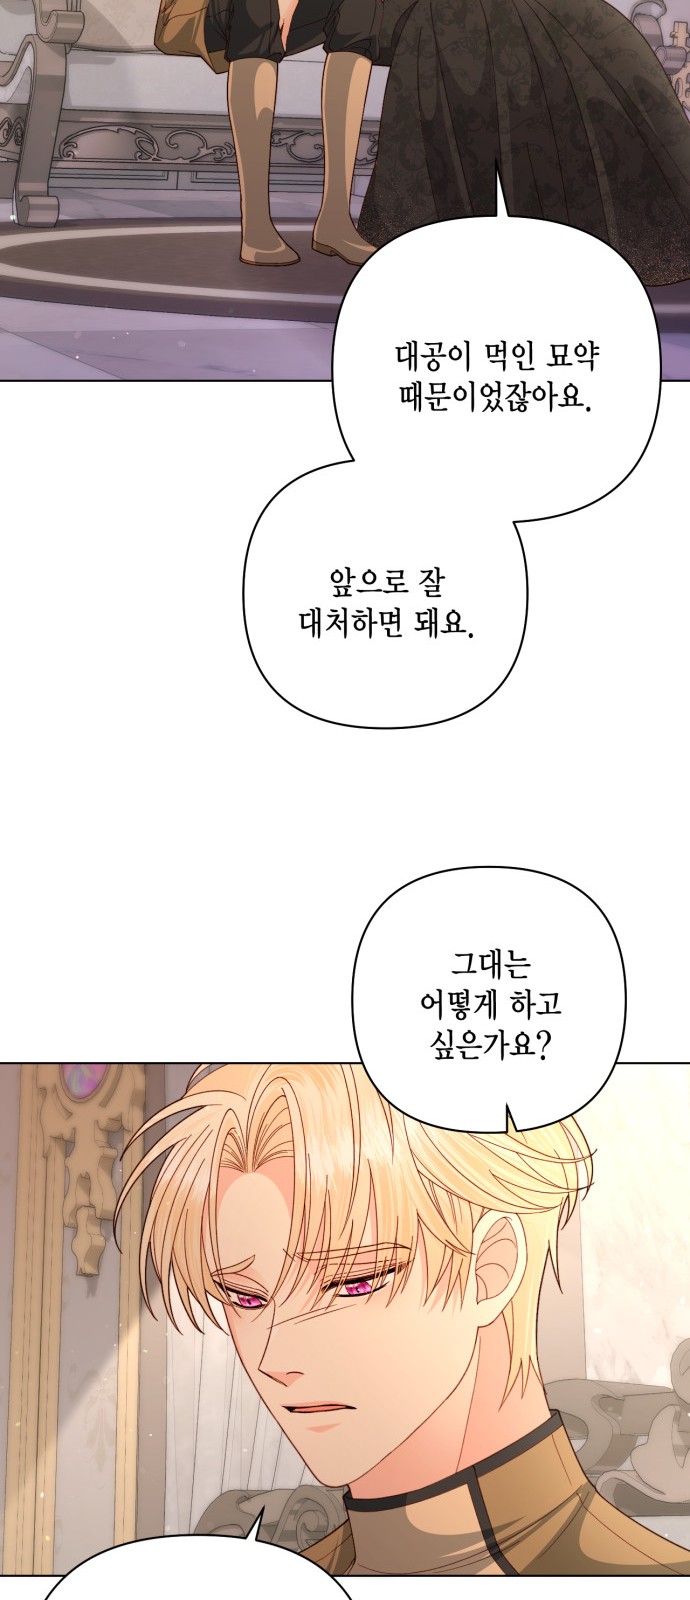 대공이 먹인 묘약
때문이었잖아요.
앞으로 잘
대처하면 돼요.
그대는
어떻게 하고
싶은가요?